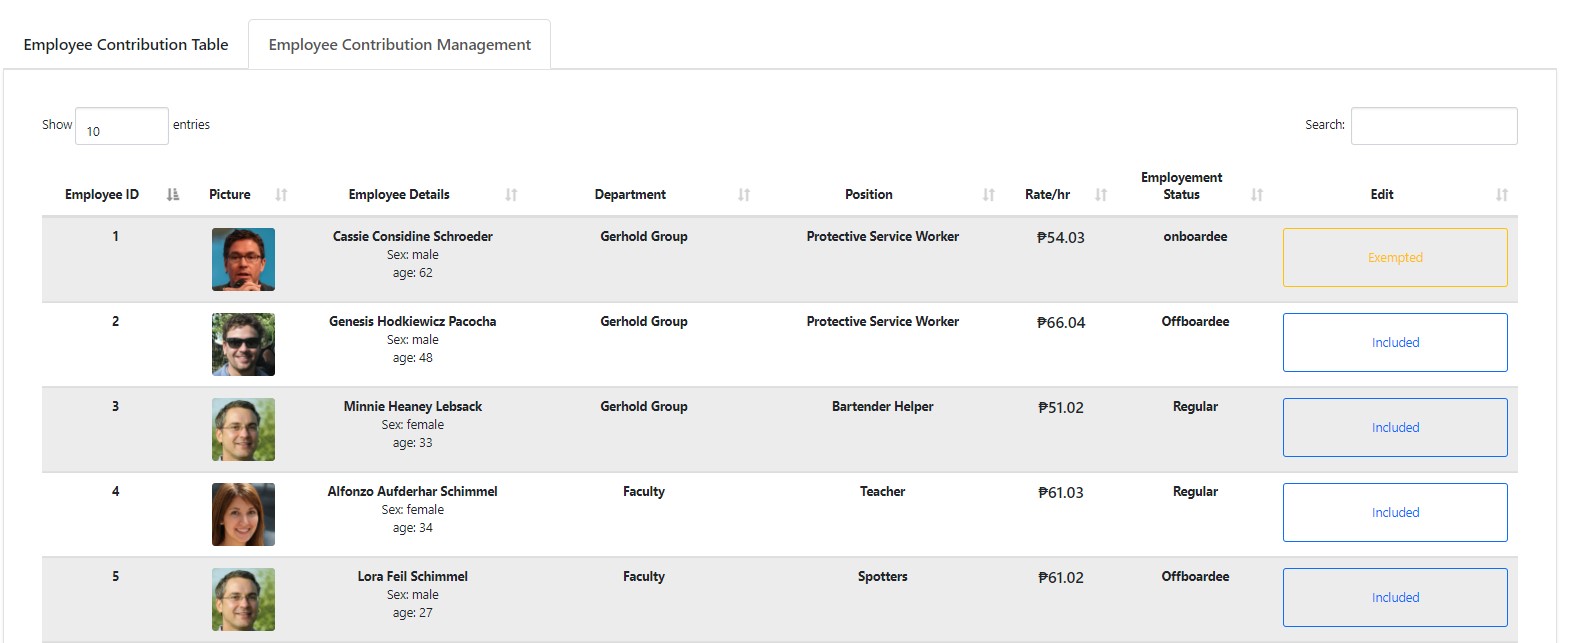 Employee Contribution Table
Employee Contribution Management
Show 10 entries
Search:
Employee ID Picture Employee Details Department Position Rate/hr Employement Status Edit
1 Cassie Considine Schroeder Gerhold Group Protective Service Worker ₱54.03 onboardee Exempted
Sex: male
age: 62
2 Genesis Hodkiewicz Pacocha Gerhold Group Protective Service Worker ₱66.04 Offboardee Included
Sex: male
age: 48
3 Minnie Heaney Lebsack Gerhold Group Bartender Helper ₱51.02 Regular Included
Sex: female
age: 33
4 Alfonzo Aufderhar Schimmel Faculty Teacher ₱61.03 Regular Included
Sex: female
age: 34
5 Lora Feil Schimmel Faculty Spotters ₱61.02 Offboardee Included
Sex: male
age: 27